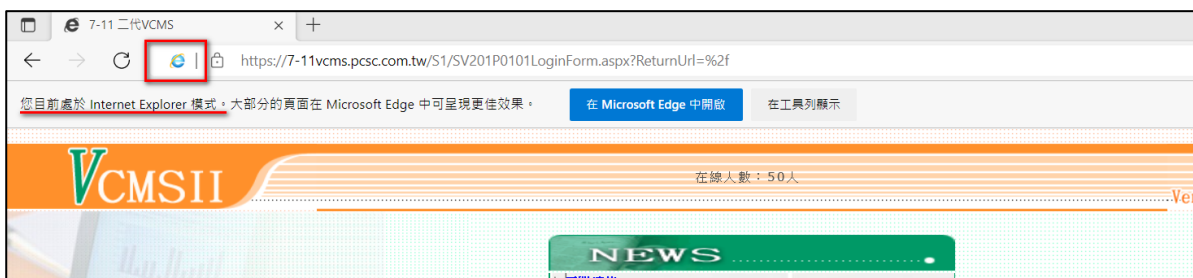 7-11 二代VCMS
https://7-11vcms.pcsc.com.tw/S1/SV201P0101LoginForm.aspx?ReturnUrl=%2f
您目前處於 Internet Explorer 模式。大部分的頁面在 Microsoft Edge 中可呈現更佳效果。 在 Microsoft Edge 中開啟 在工具列顯示
VCMSII
在線人數：50人
Ver
NEWS